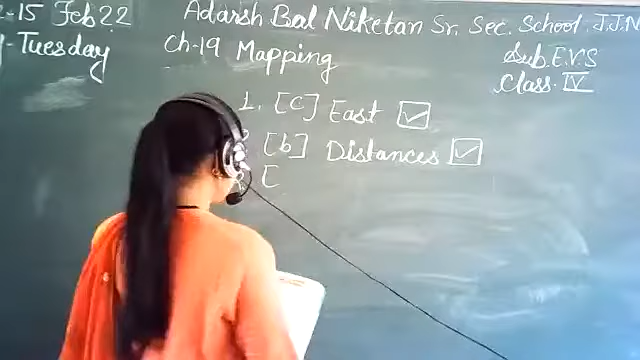 -15 Feb 22 Adarsh Bal Niketan Sr. Sec. School. J.J.N
-Tuesday Ch-19 Mapping Sub. E.V.S
Class. IV
1. [c] East ☑
[b] Distances ☑
[